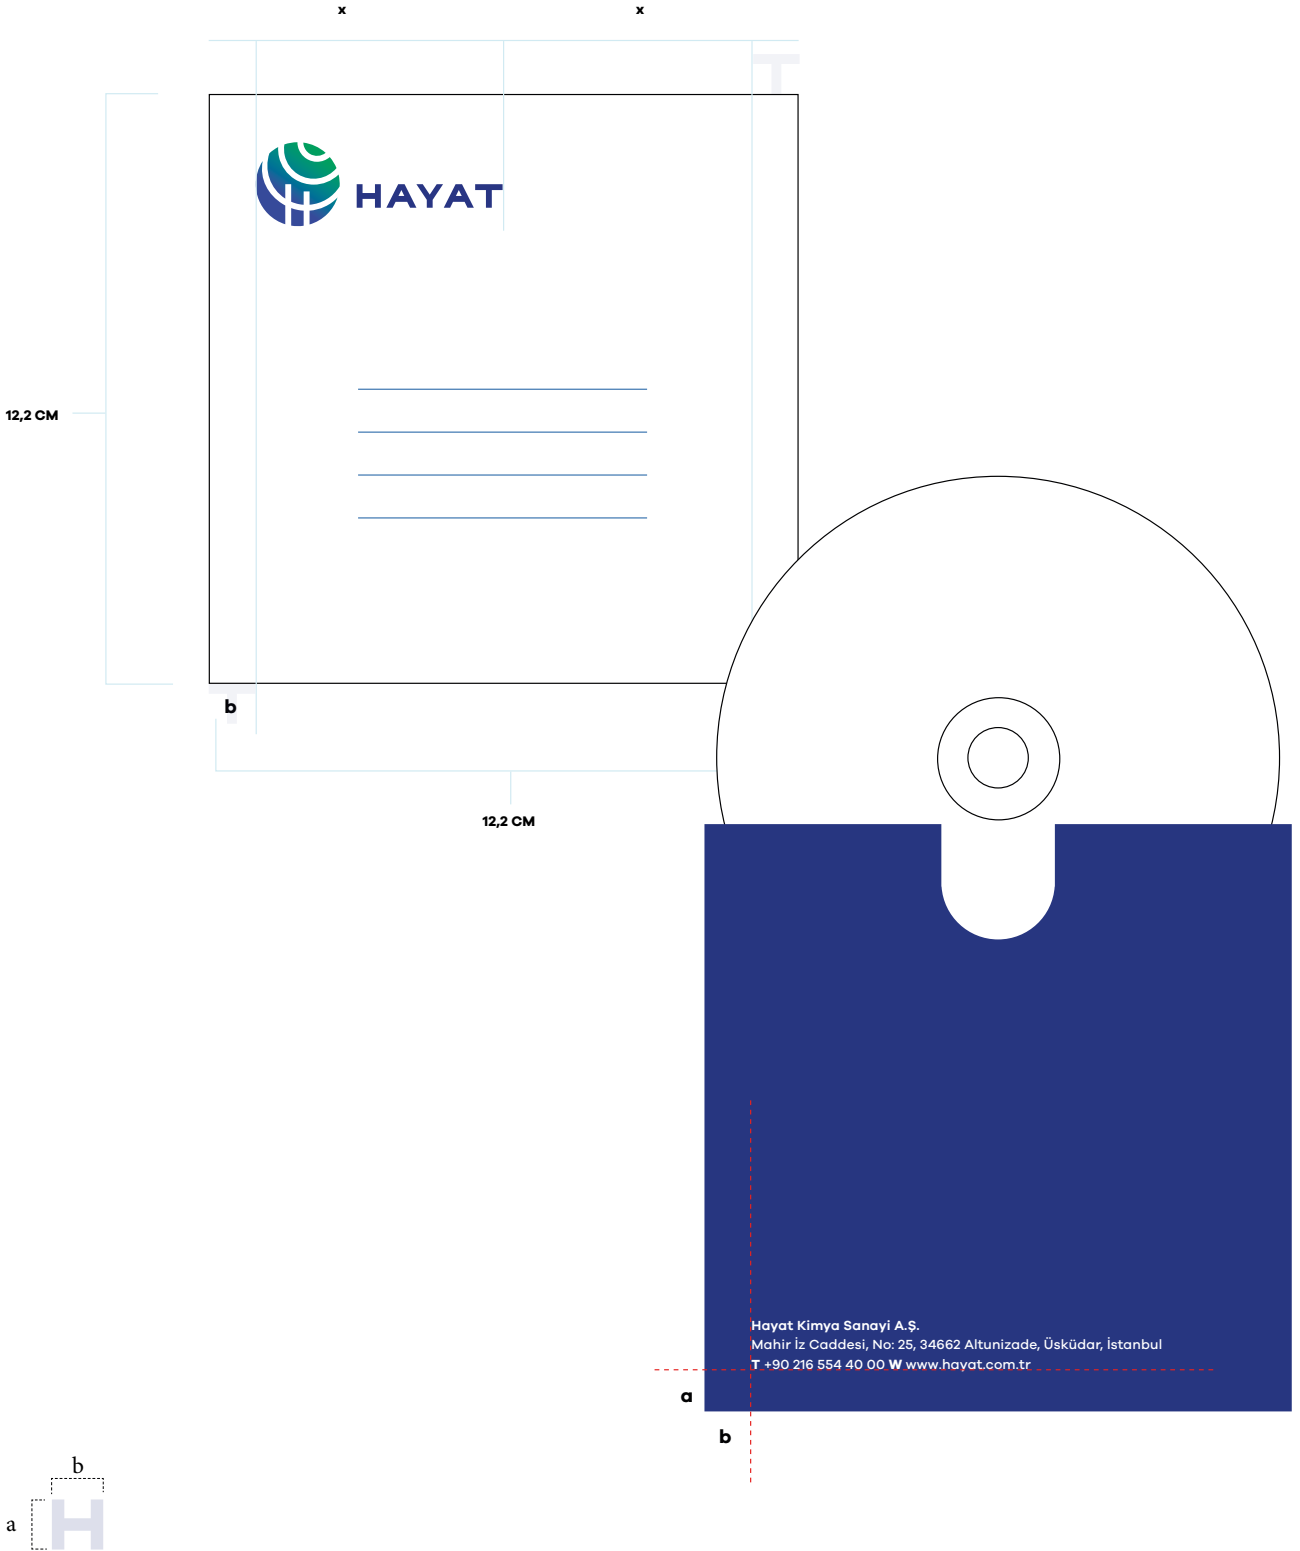 x x
T
HAYAT
12,2 CM
T
b
12,2 CM
Hayat Kimya Sanayi A.Ş.
Mahir İz Caddesi, No: 25, 34662 Altunizade, Üsküdar, İstanbul
T +90 216 554 40 00 W www.hayat.com.tr
a
b
b
a
H